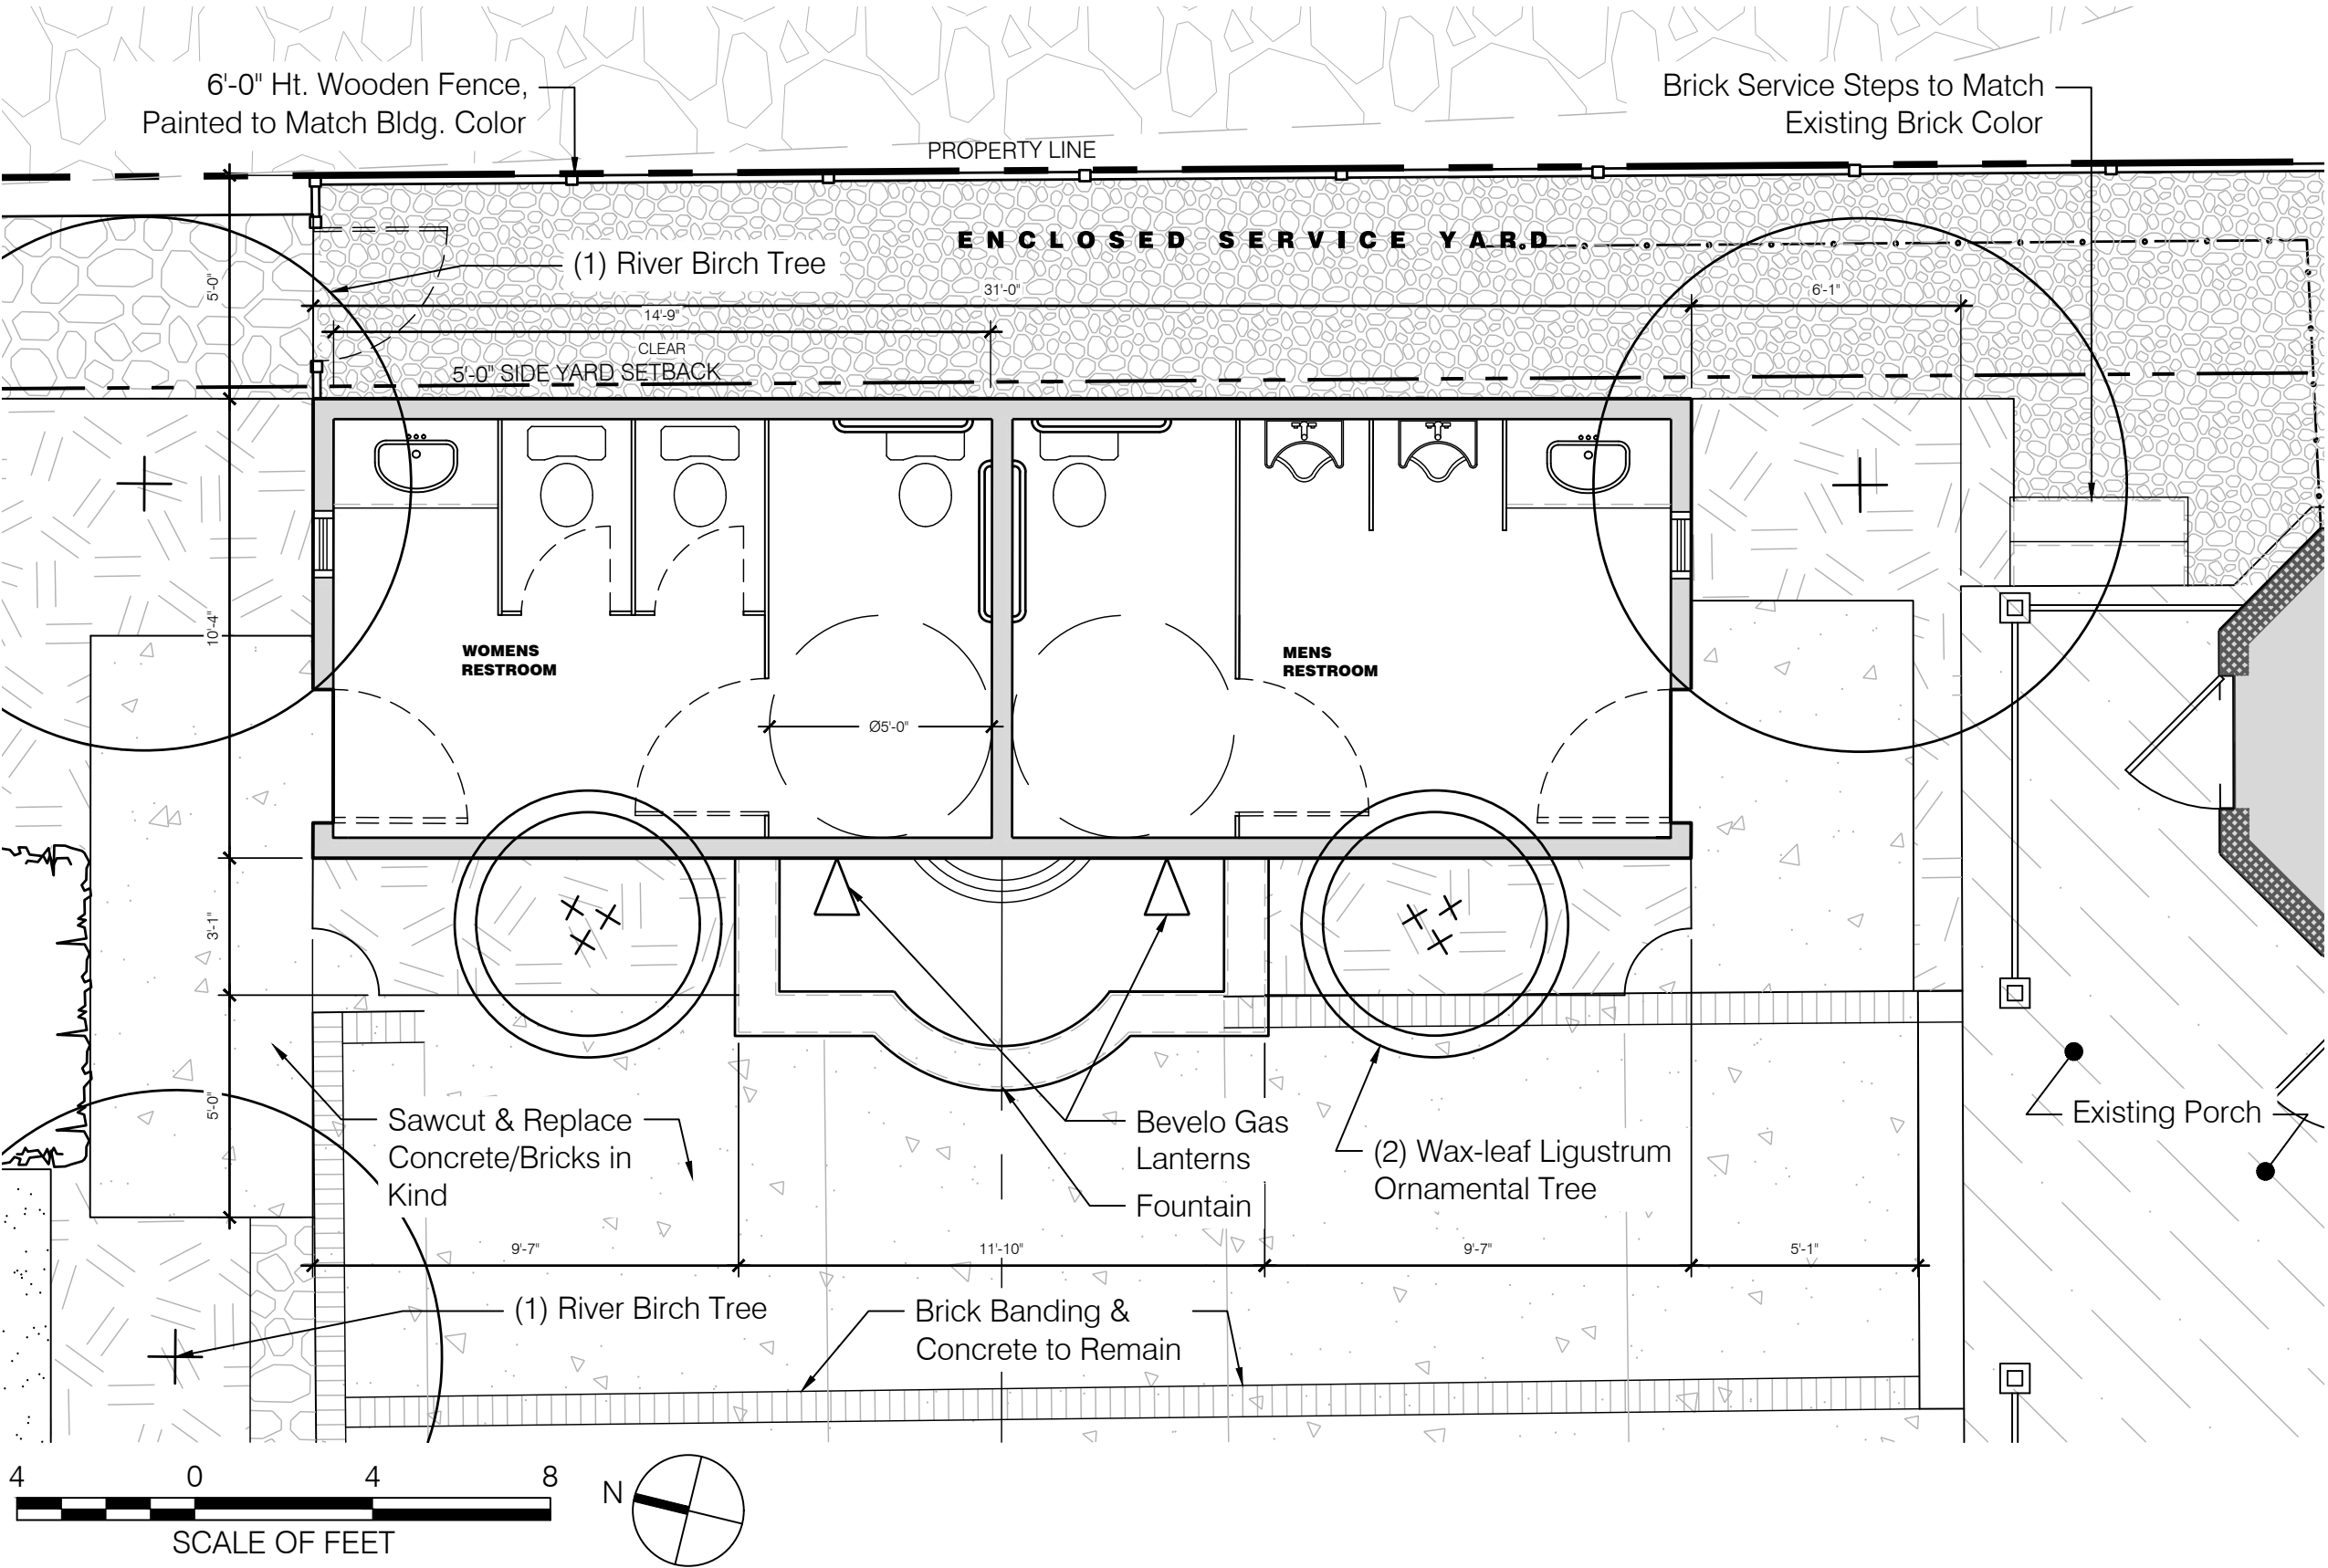 6'-0" Ht. Wooden Fence,
Painted to Match Bldg. Color
Brick Service Steps to Match
Existing Brick Color
PROPERTY LINE
ENCLOSED SERVICE YARD
(1) River Birch Tree
5'-0"
31'-0"
6'-1"
14'-9"
CLEAR
5'-0" SIDE YARD SETBACK
10'-4"
WOMENS
RESTROOM
MENS
RESTROOM
Ø5'-0"
3'-1"
5'-0"
Sawcut & Replace
Concrete/Bricks in
Kind
Bevelo Gas
Lanterns
Fountain
(2) Wax-leaf Ligustrum
Ornamental Tree
Existing Porch
9'-7"
11'-10"
9'-7"
5'-1"
(1) River Birch Tree
Brick Banding &
Concrete to Remain
4 0 4 8
SCALE OF FEET
N